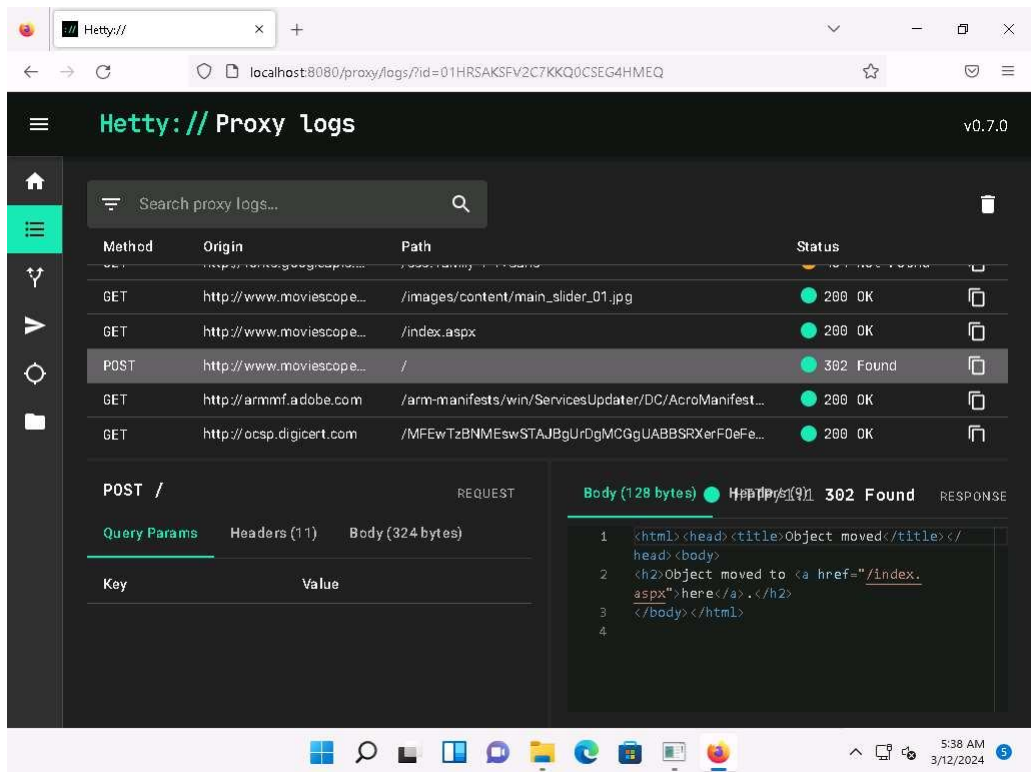 Hetty://
localhost:8080/proxy/logs/?id=01HRSAKSFV2C7KKQ0CSEG4HMEQ
Hetty:// Proxy logs
v0.7.0
Search proxy logs…
Method Origin Path Status
GET http://www.moviescope… /images/content/main_slider_01.jpg 200 OK
GET http://www.moviescope… /index.aspx 200 OK
POST http://www.moviescope… / 302 Found
GET http://armmf.adobe.com /arm-manifests/win/ServicesUpdater/DC/AcroManifest… 200 OK
GET http://ocsp.digicert.com /MFEwTzBNMEswSTAJBgUrDgMCGgUABBSRXerF0eFe… 200 OK
POST /
REQUEST
Query Params Headers (11) Body (324 bytes)
Key Value
Body (128 bytes) Headers (9) 302 Found RESPONSE
1 <html><head><title>Object moved</title></
head><body>
2 <h2>Object moved to <a href="/index.
aspx">here</a>.</h2>
3 </body></html>
4
5:38 AM
3/12/2024
5